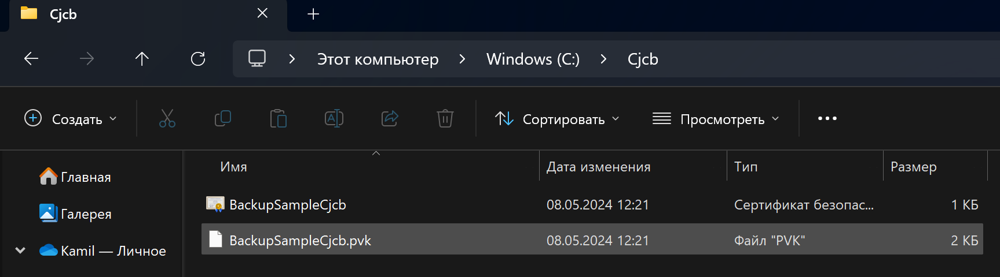 Cjcb
Этот компьютер > Windows (C:) > Cjcb
Создать Сортировать Просмотреть
Имя Дата изменения Тип Размер
Главная
BackupSampleCjcb 08.05.2024 12:21 Сертификат безопас... 1 КБ
Галерея
BackupSampleCjcb.pvk 08.05.2024 12:21 Файл "PVK" 2 КБ
Kamil — Личное